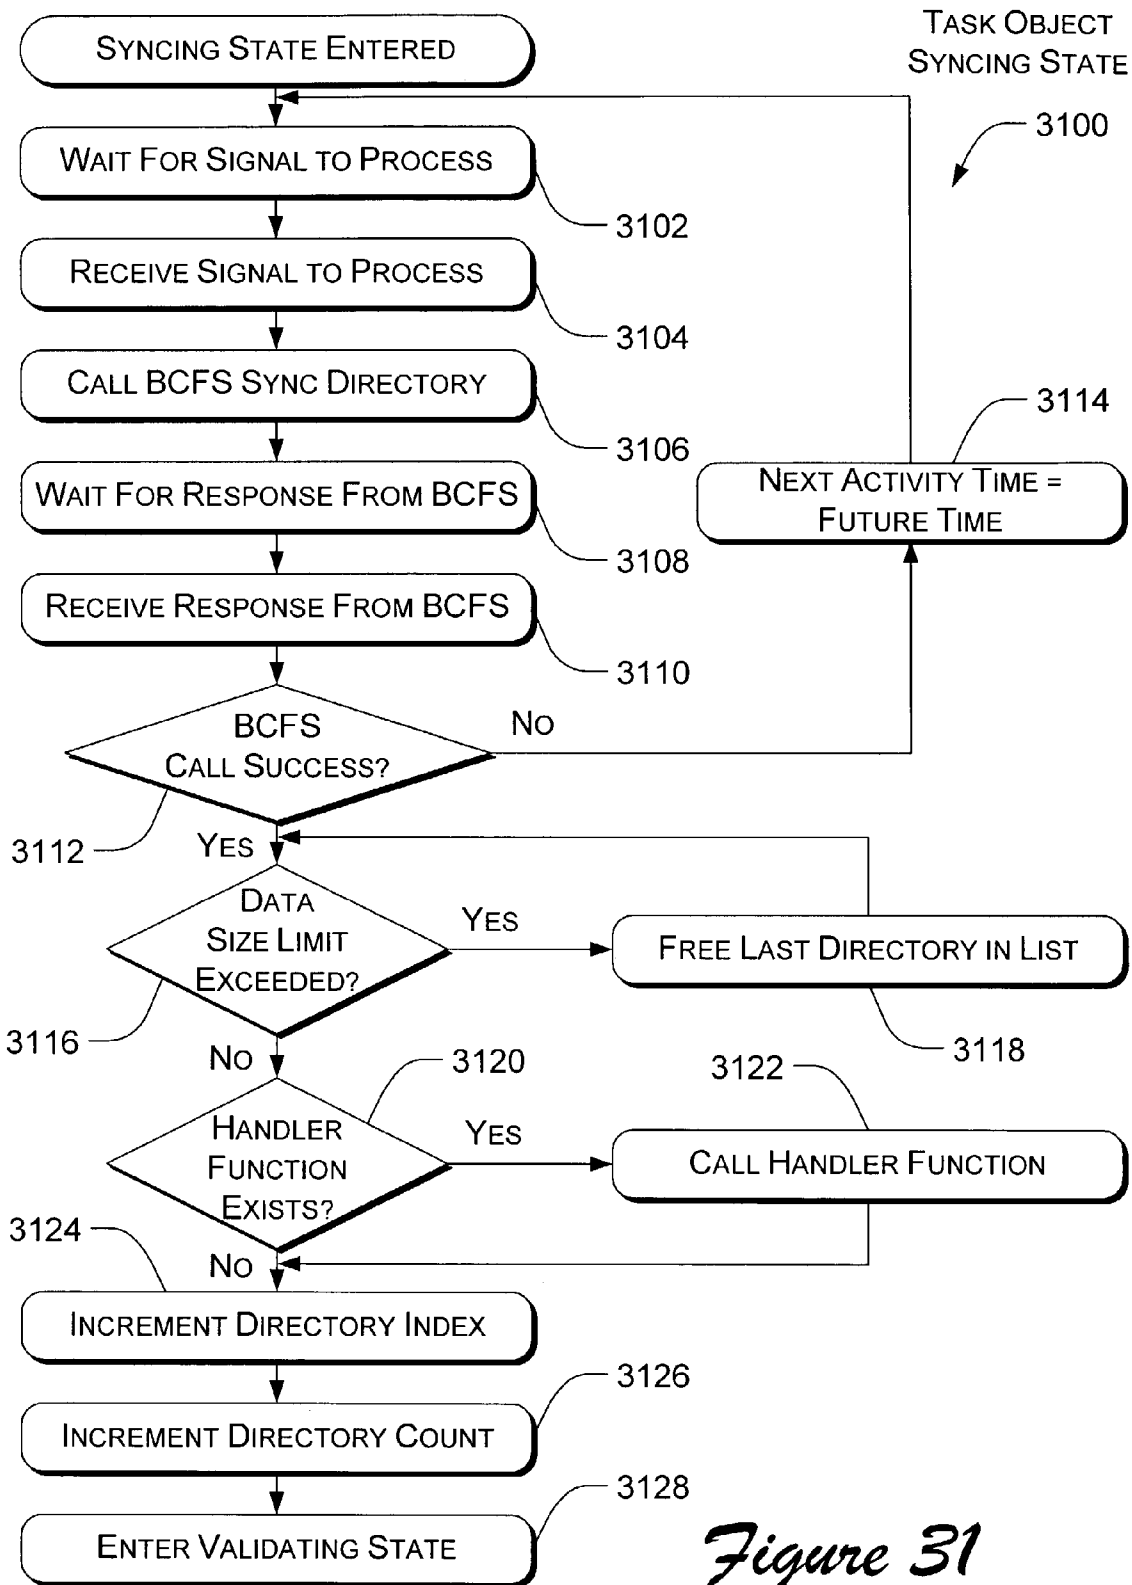 SYNCING STATE ENTERED
TASK OBJECT
SYNCING STATE
3100
WAIT FOR SIGNAL TO PROCESS
3102
RECEIVE SIGNAL TO PROCESS
3104
CALL BCFS SYNC DIRECTORY
3106
3114
NEXT ACTIVITY TIME =
FUTURE TIME
WAIT FOR RESPONSE FROM BCFS
3108
RECEIVE RESPONSE FROM BCFS
3110
BCFS
CALL SUCCESS?
NO
3112
YES
DATA
SIZE LIMIT
EXCEEDED?
YES
FREE LAST DIRECTORY IN LIST
3116
3118
NO
3120
3122
HANDLER
FUNCTION
EXISTS?
YES
CALL HANDLER FUNCTION
3124
NO
INCREMENT DIRECTORY INDEX
3126
INCREMENT DIRECTORY COUNT
3128
ENTER VALIDATING STATE
Figure 31